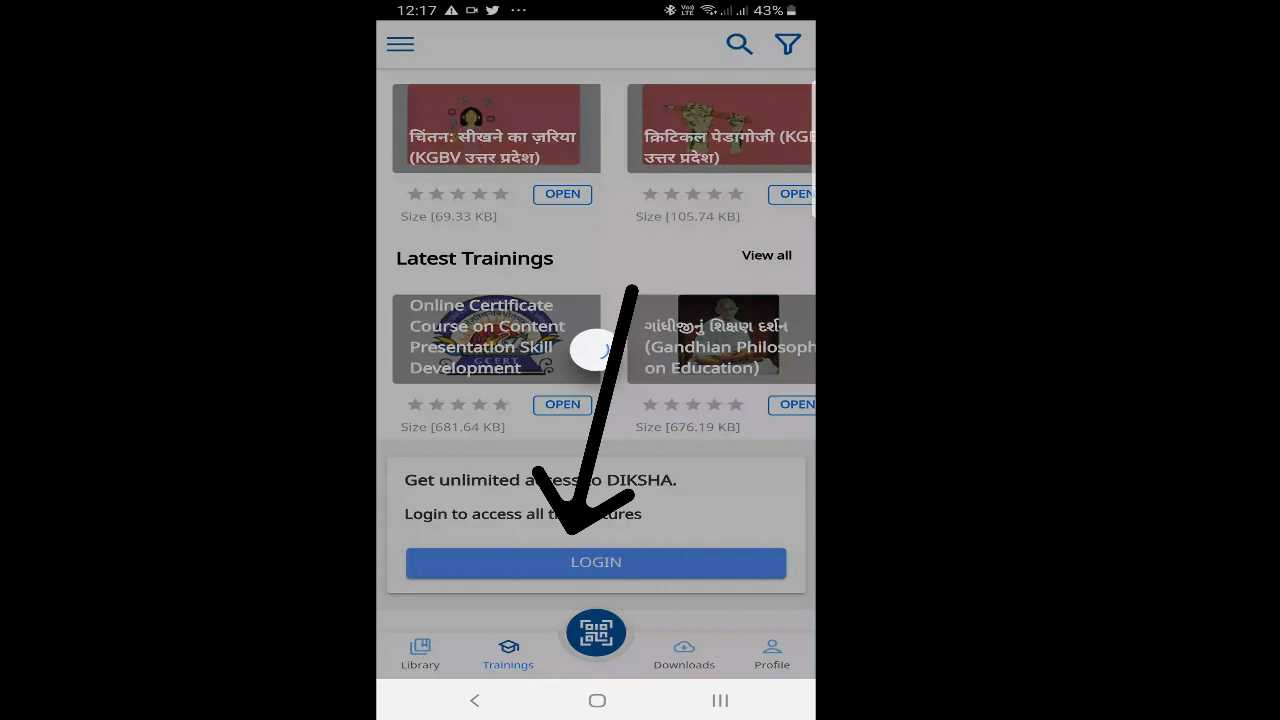 12:17
Vo)) LTE
43%
चिंतन: सीखने का ज़रिया
(KGBV उत्तर प्रदेश)
OPEN
Size [69.33 KB]
क्रिटिकल पेडागोजी (KGB
उत्तर प्रदेश)
OPEN
Size [105.74 KB]
Latest Trainings
View all
Online Certificate
Course on Content
Presentation Skill
Development
GCERT
OPEN
Size [681.64 KB]
ગાંધીજીનું શિક્ષણ દર્શન
(Gandhian Philosoph
on Education)
OPEN
Size [676.19 KB]
Get unlimited access to DIKSHA.
Login to access all the features
LOGIN
Library
Trainings
Downloads
Profile